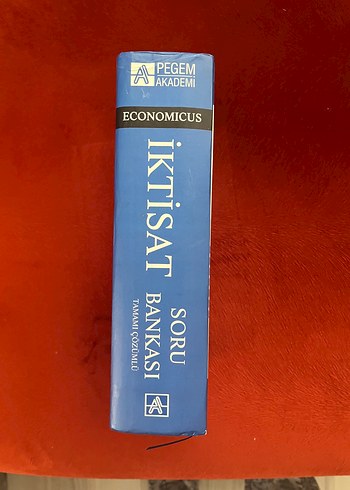 PEGEM
AKADEMİ
ECONOMICUS
İKTİSAT
SORU
BANKASI
TAMAMI ÇÖZÜMLÜ